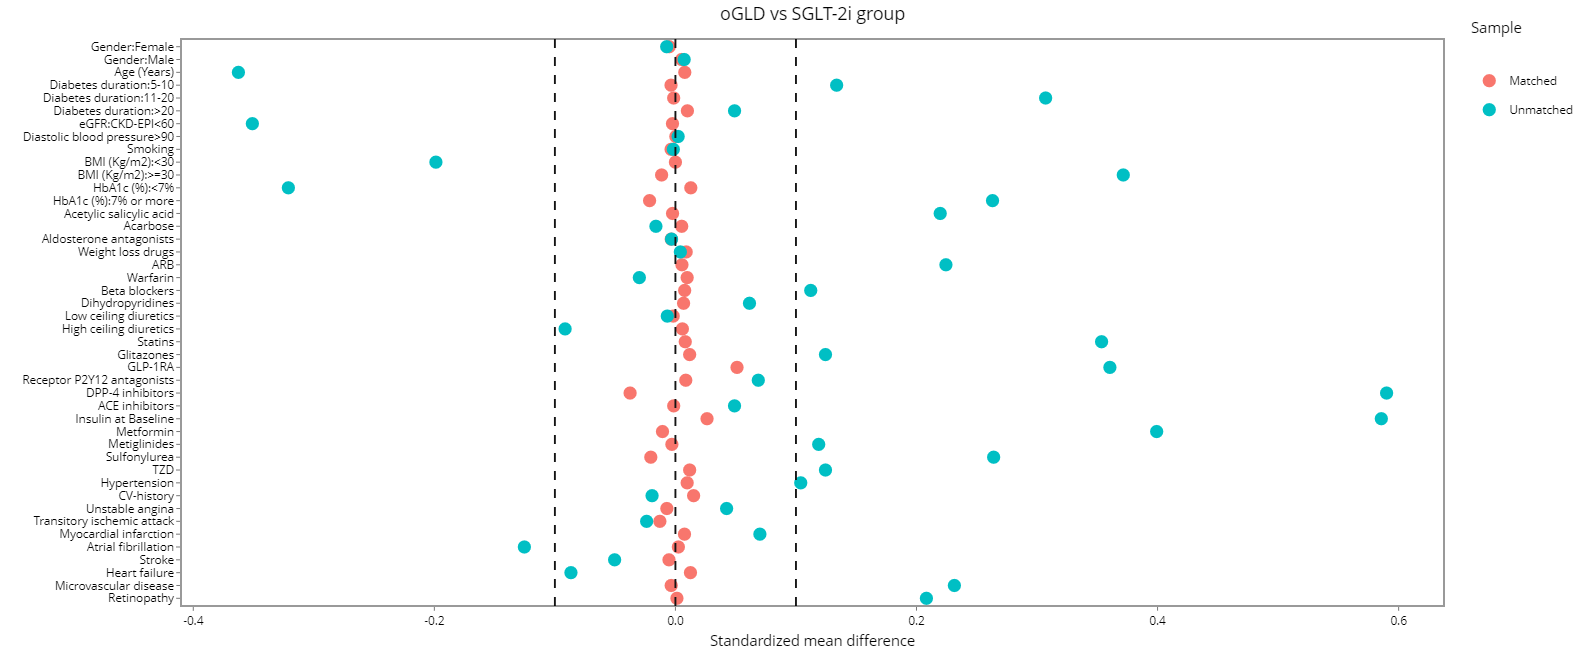 oGLD vs SGLT-2i group
Sample
Matched
Unmatched
Gender:Female
Gender:Male
Age (Years)
Diabetes duration:5-10
Diabetes duration:11-20
Diabetes duration:>20
eGFR:CKD-EPI<60
Diastolic blood pressure>90
Smoking
BMI (Kg/m2):<30
BMI (Kg/m2):>=30
HbA1c (%):<7%
HbA1c (%):7% or more
Acetylic salicylic acid
Acarbose
Aldosterone antagonists
Weight loss drugs
ARB
Warfarin
Beta blockers
Dihydropyridines
Low ceiling diuretics
High ceiling diuretics
Statins
Glitazones
GLP-1RA
Receptor P2Y12 antagonists
DPP-4 inhibitors
ACE inhibitors
Insulin at Baseline
Metformin
Metiglinides
Sulfonylurea
TZD
Hypertension
CV-history
Unstable angina
Transitory ischemic attack
Myocardial infarction
Atrial fibrillation
Stroke
Heart failure
Microvascular disease
Retinopathy
-0.4 -0.2 0.0 0.2 0.4 0.6
Standardized mean difference